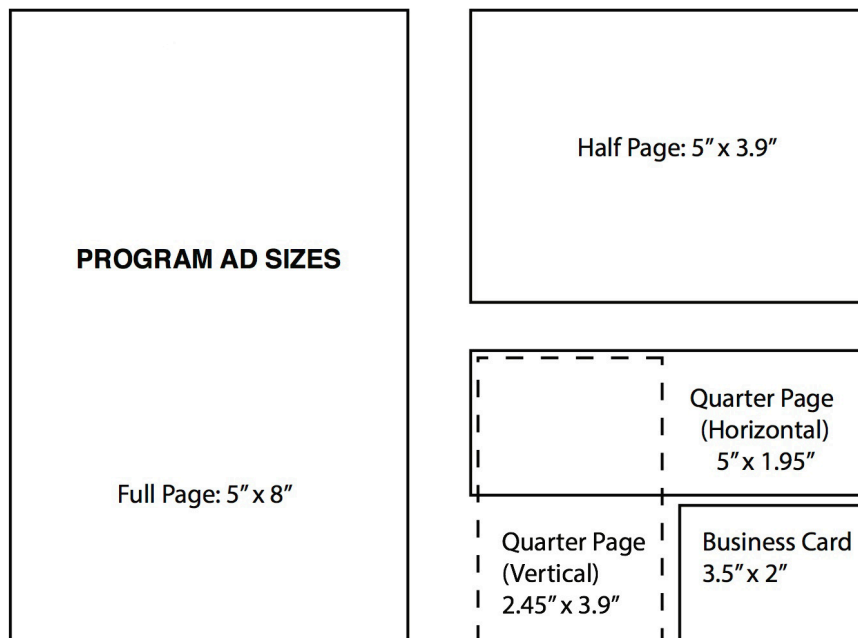 PROGRAM AD SIZES
Full Page: 5” x 8”
Half Page: 5” x 3.9”
Quarter Page
(Horizontal)
5” x 1.95”
Quarter Page
(Vertical)
2.45” x 3.9”
Business Card
3.5” x 2”